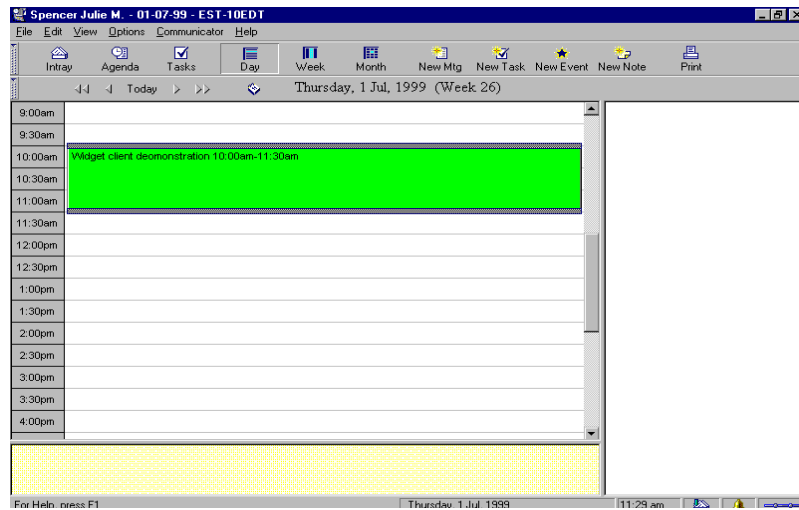 Spencer Julie M. - 01-07-99 - EST-10EDT
File Edit View Options Communicator Help
Intray Agenda Tasks Day Week Month New Mtg New Task New Event New Note Print
Today Thursday, 1 Jul, 1999 (Week 26)
9:00am
9:30am
10:00am Widget client deomonstration 10:00am-11:30am
10:30am
11:00am
11:30am
12:00pm
12:30pm
1:00pm
1:30pm
2:00pm
2:30pm
3:00pm
3:30pm
4:00pm
For Help, press F1 Thursday, 1 Jul, 1999 11:29 am